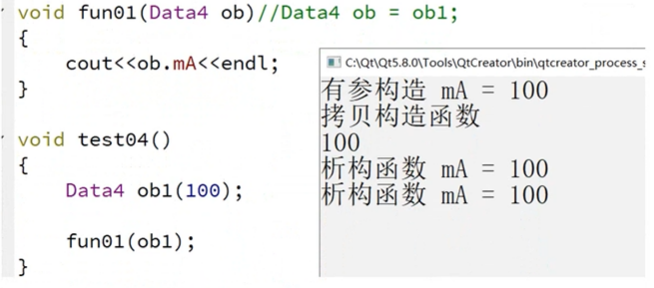 void fun01(Data4 ob)//Data4 ob = ob1;
{
    cout<<ob.mA<<endl;
}
void test04()
{
    Data4 ob1(100);
    fun01(ob1);
}
C:\Qt\Qt5.8.0\Tools\QtCreator\bin\qtcreator_process_s
有参构造 mA = 100
拷贝构造函数
100
析构函数 mA = 100
析构函数 mA = 100